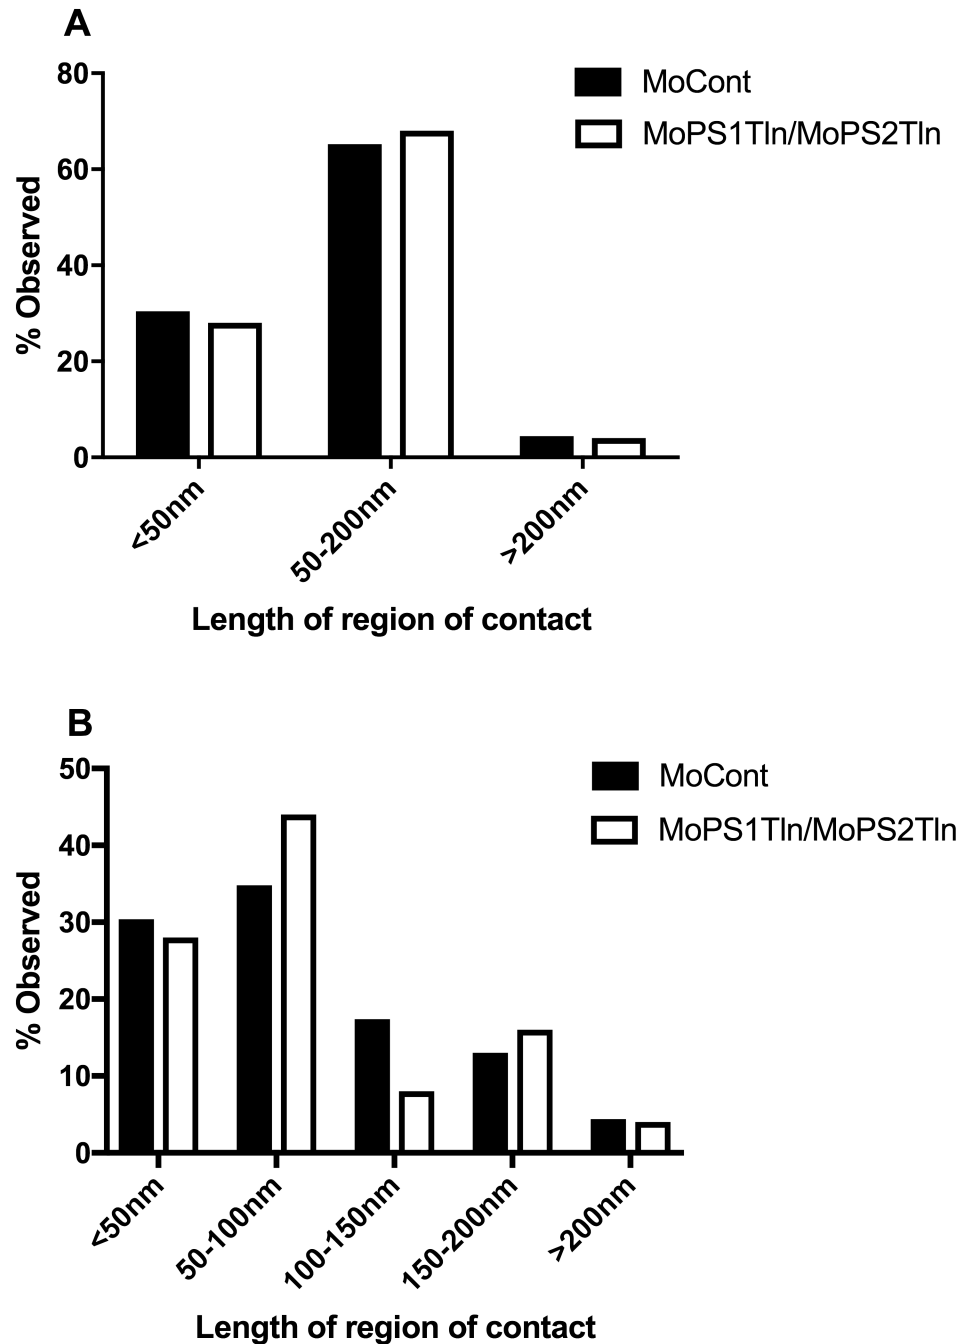 A
80
60
40
20
0
% Observed
MoCont
MoPS1Tln/MoPS2Tln
<50nm
50-200nm
>200nm
Length of region of contact
B
50
40
30
20
10
0
% Observed
MoCont
MoPS1Tln/MoPS2Tln
<50nm
50-100nm
100-150nm
150-200nm
>200nm
Length of region of contact